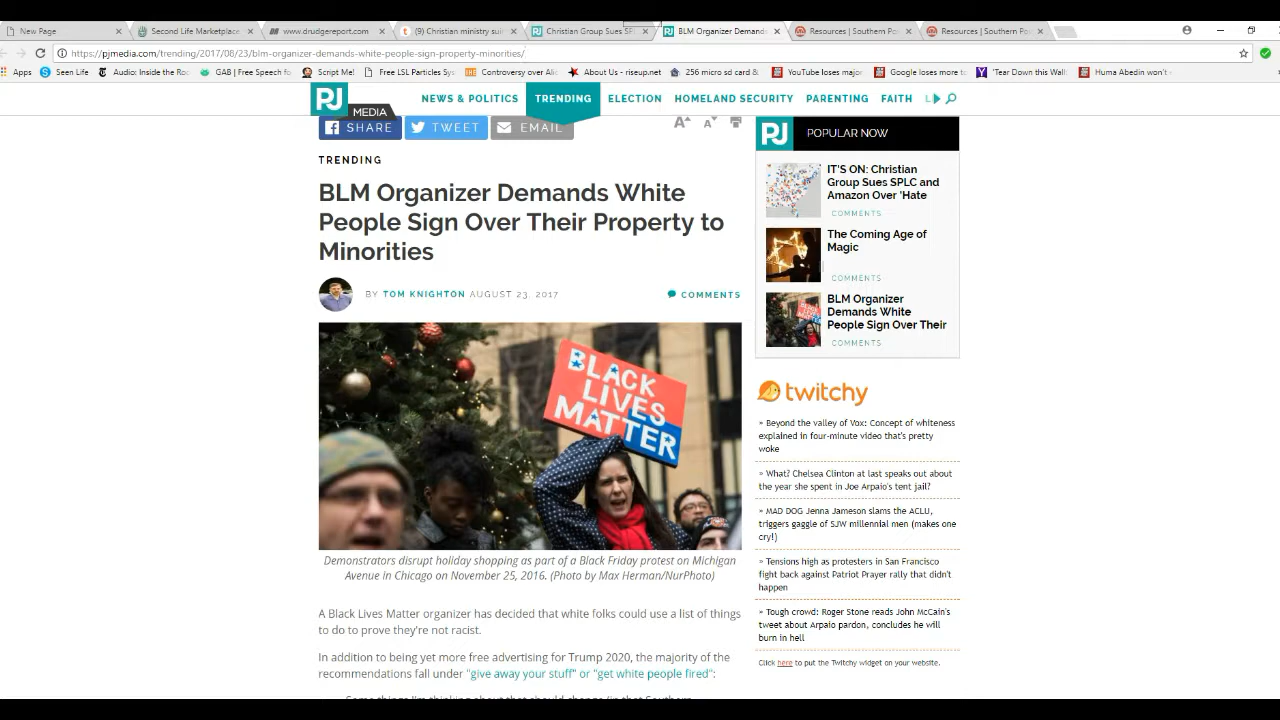 New Page
Second Life Marketplace
www.drudgereport.com
(9) Christian ministry sui
Christian Group Sues SPL
BLM Organizer Demands
Resources | Southern Po
Resources | Southern Po
https://pjmedia.com/trending/2017/08/23/blm-organizer-demands-white-people-sign-property-minorities/
Apps
Seen Life
Tudor: Audio: Inside the Ro
GAB | Free Speech fo
Script Me!
Free LSL Particles Sys
Controversy over Alic
About Us - riseup.net
256 micro sd card &
YouTube loses major
Google loses more to
'Tear Down this Wall
Huma Abedin won't
PJ MEDIA
NEWS & POLITICS
TRENDING
ELECTION
HOMELAND SECURITY
PARENTING
FAITH
L
SHARE
TWEET
EMAIL
A A
TRENDING
BLM Organizer Demands White
People Sign Over Their Property to
Minorities
BY TOM KNIGHTON AUGUST 23, 2017
COMMENTS
BLACK
LIVES
MATTER
Demonstrators disrupt holiday shopping as part of a Black Friday protest on Michigan
Avenue in Chicago on November 25, 2016. (Photo by Max Herman/NurPhoto)
A Black Lives Matter organizer has decided that white folks could use a list of things
to do to prove they're not racist.
In addition to being yet more free advertising for Trump 2020, the majority of the
recommendations fall under "give away your stuff" or "get white people fired":
PJ POPULAR NOW
IT'S ON: Christian
Group Sues SPLC and
Amazon Over 'Hate
COMMENTS
The Coming Age of
Magic
COMMENTS
BLM Organizer
Demands White
People Sign Over Their
COMMENTS
twitchy
» Beyond the valley of Vox: Concept of whiteness
explained in four-minute video that's pretty
woke
» What? Chelsea Clinton at last speaks out about
the year she spent in Joe Arpaio's tent jail?
» MAD DOG Jenna Jameson slams the ACLU,
triggers gaggle of SJW millennial men (makes one
cry!)
» Tensions high as protesters in San Francisco
fight back against Patriot Prayer rally that didn't
happen
» Tough crowd: Roger Stone reads John McCain's
tweet about Arpaio pardon, concludes he will
burn in hell
Click here to put the Twitchy widget on your website.